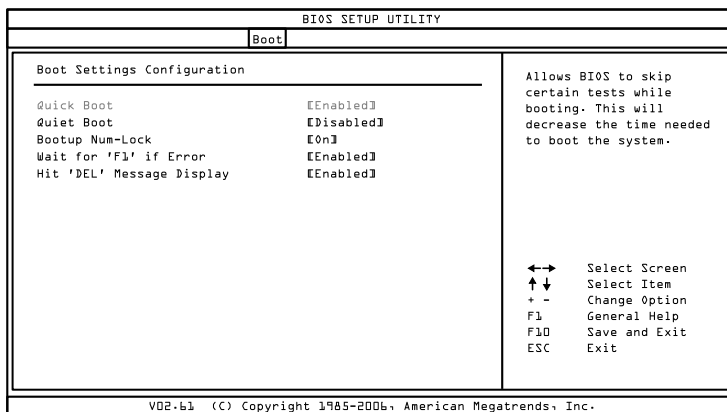 BIOS SETUP UTILITY
Boot
Boot Settings Configuration
Quick Boot [Enabled]
Quiet Boot [Disabled]
Bootup Num-Lock [On]
Wait for 'F1' if Error [Enabled]
Hit 'DEL' Message Display [Enabled]
Allows BIOS to skip
certain tests while
booting. This will
decrease the time needed
to boot the system.
←→ Select Screen
↑↓ Select Item
+ - Change Option
F1 General Help
F10 Save and Exit
ESC Exit
V02.61 (C) Copyright 1985-2006, American Megatrends, Inc.